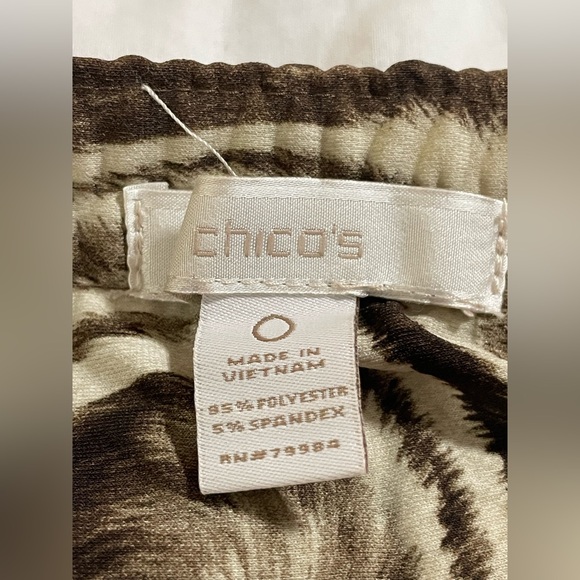 chico's
0
MADE IN
VIETNAM
95% POLYESTER
5% SPANDEX
RN#79984